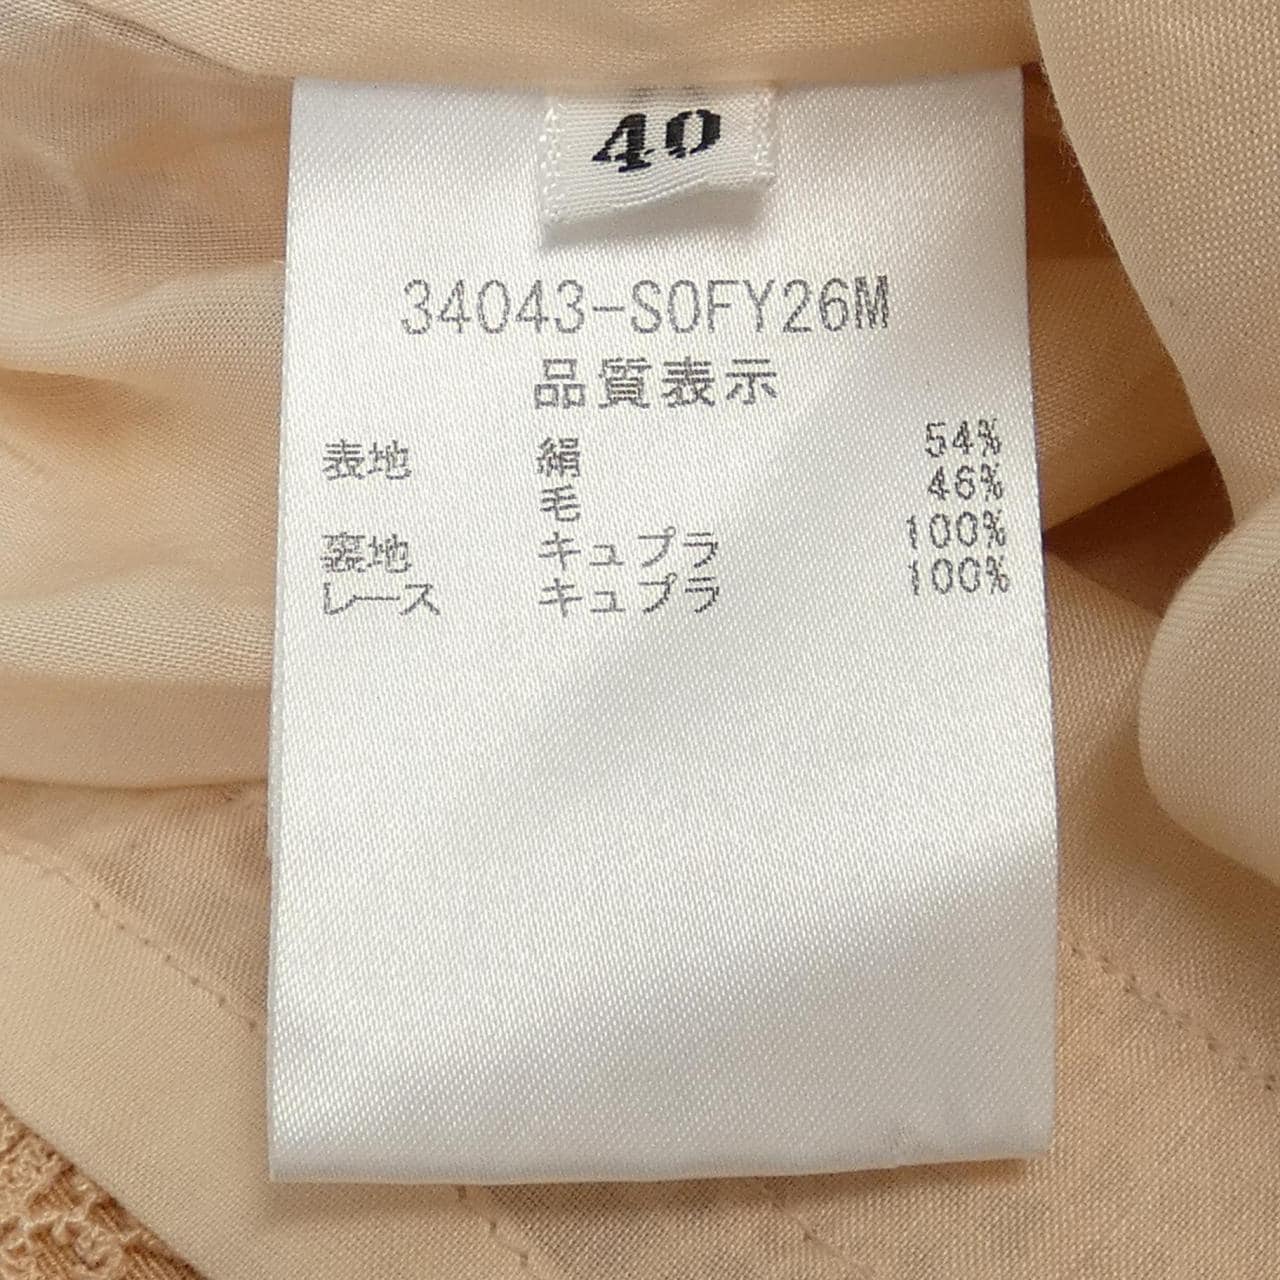 40
34043-S0FY26M
品質表示
表地 絹 54%
毛 46%
裏地 キュプラ 100%
レース キュプラ 100%